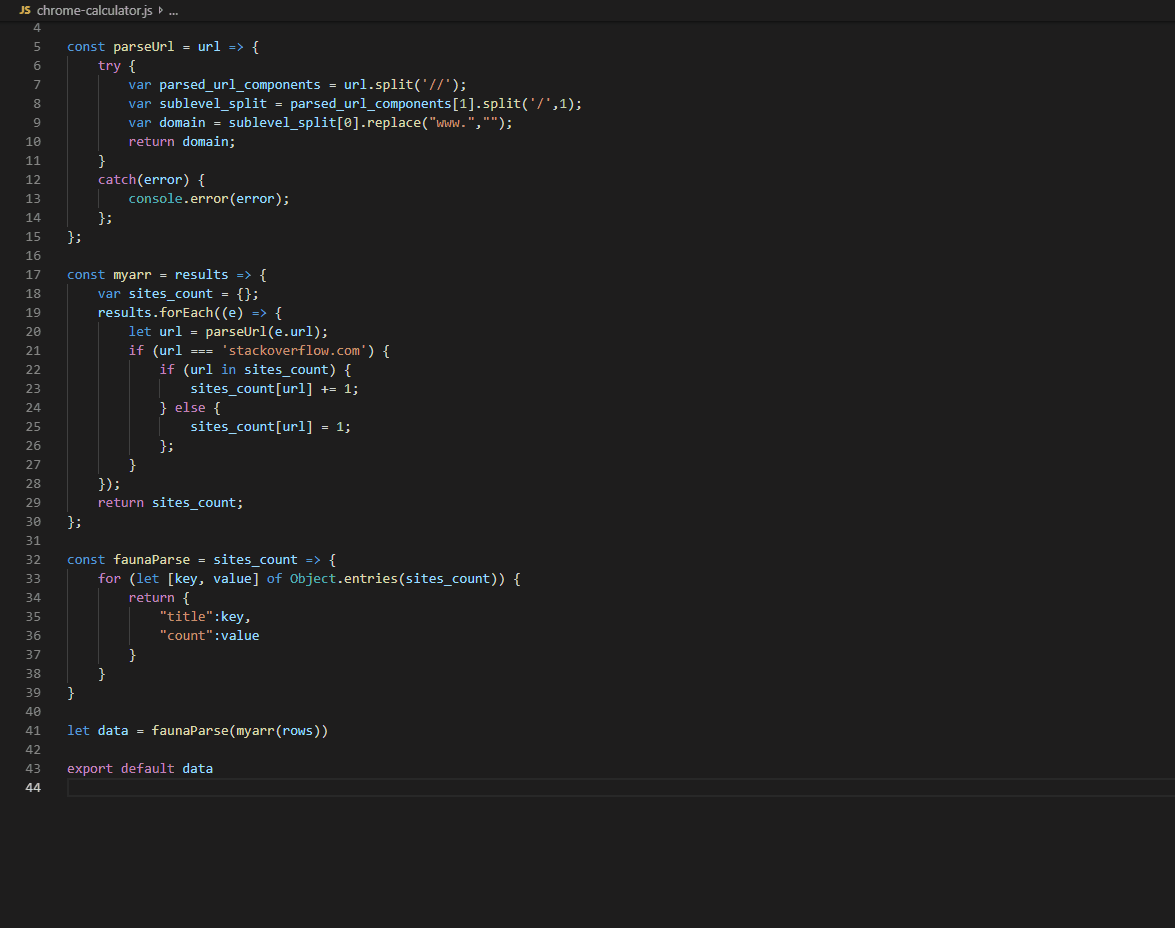 JS chrome-calculator.js ▸ ...
4
5 const parseUrl = url => {
6     try {
7         var parsed_url_components = url.split('//');
8         var sublevel_split = parsed_url_components[1].split('/',1);
9         var domain = sublevel_split[0].replace("www.","");
10         return domain;
11     }
12     catch(error) {
13         console.error(error);
14     };
15 };
16
17 const myarr = results => {
18     var sites_count = {};
19     results.forEach((e) => {
20         let url = parseUrl(e.url);
21         if (url === 'stackoverflow.com') {
22             if (url in sites_count) {
23                 sites_count[url] += 1;
24             } else {
25                 sites_count[url] = 1;
26             };
27         }
28     });
29     return sites_count;
30 };
31
32 const faunaParse = sites_count => {
33     for (let [key, value] of Object.entries(sites_count)) {
34         return {
35             "title":key,
36             "count":value
37         }
38     }
39 }
40
41 let data = faunaParse(myarr(rows))
42
43 export default data
44